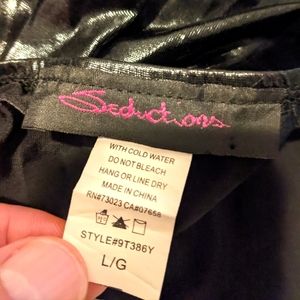 Seductions
WITH COLD WATER
DO NOT BLEACH
HANG OR LINE DRY
MADE IN CHINA
RN#73023 CA#07658
STYLE#9T386Y
L/G